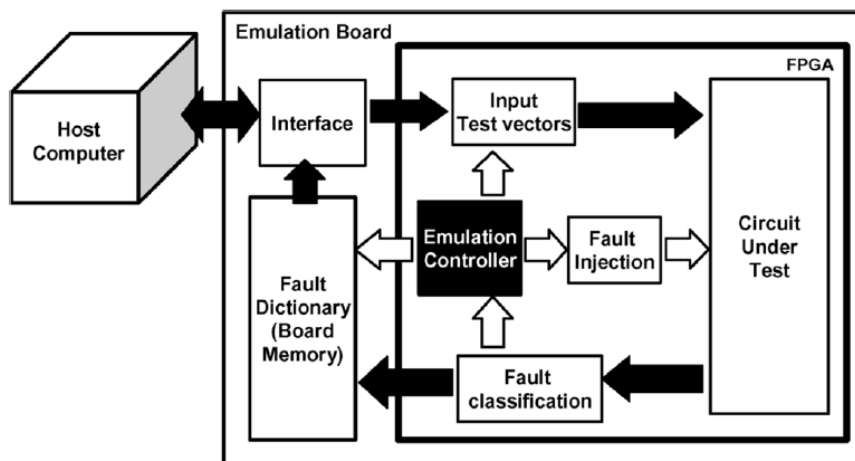 Emulation Board
FPGA
Host
Computer
Interface
Input
Test vectors
Emulation
Controller
Fault
Injection
Circuit
Under
Test
Fault
Dictionary
(Board
Memory)
Fault
classification